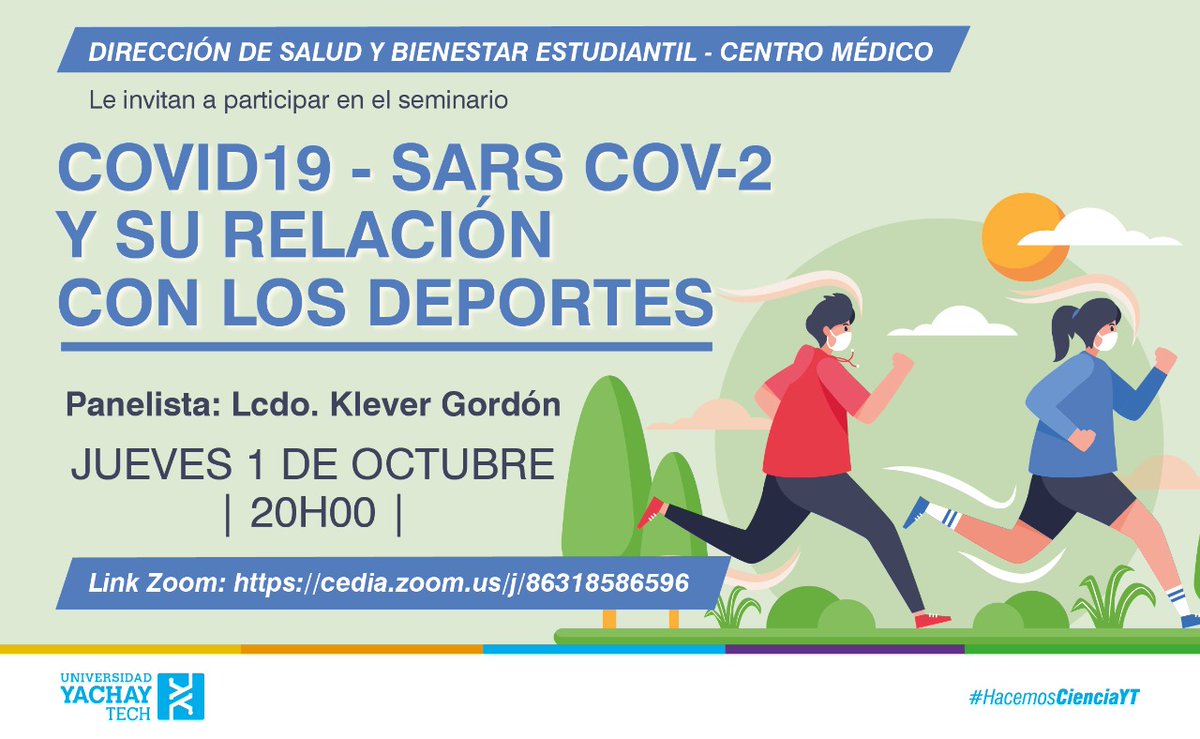 DIRECCIÓN DE SALUD Y BIENESTAR ESTUDIANTIL - CENTRO MÉDICO
Le invitan a participar en el seminario
COVID19 - SARS COV-2
Y SU RELACIÓN
CON LOS DEPORTES
Panelista: Lcdo. Klever Gordón
JUEVES 1 DE OCTUBRE
| 20H00 |
Link Zoom: https://cedia.zoom.us/j/86318586596
UNIVERSIDAD
YACHAY
TECH
#HacemosCienciaYT